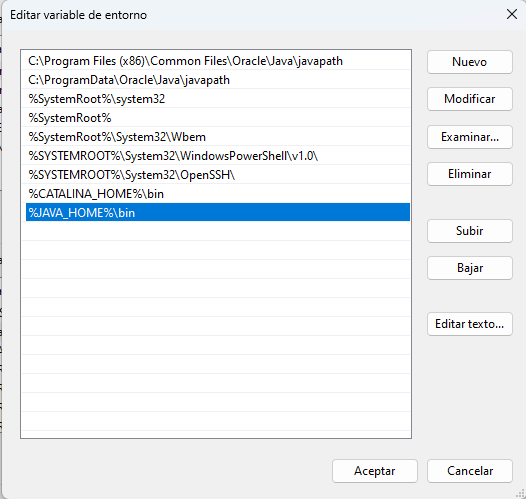 Editar variable de entorno
C:\Program Files (x86)\Common Files\Oracle\Java\javapath
C:\ProgramData\Oracle\Java\javapath
%SystemRoot%\system32
%SystemRoot%
%SystemRoot%\System32\Wbem
%SYSTEMROOT%\System32\WindowsPowerShell\v1.0\
%SYSTEMROOT%\System32\OpenSSH\
%CATALINA_HOME%\bin
%JAVA_HOME%\bin
Nuevo
Modificar
Examinar...
Eliminar
Subir
Bajar
Editar texto...
Aceptar
Cancelar